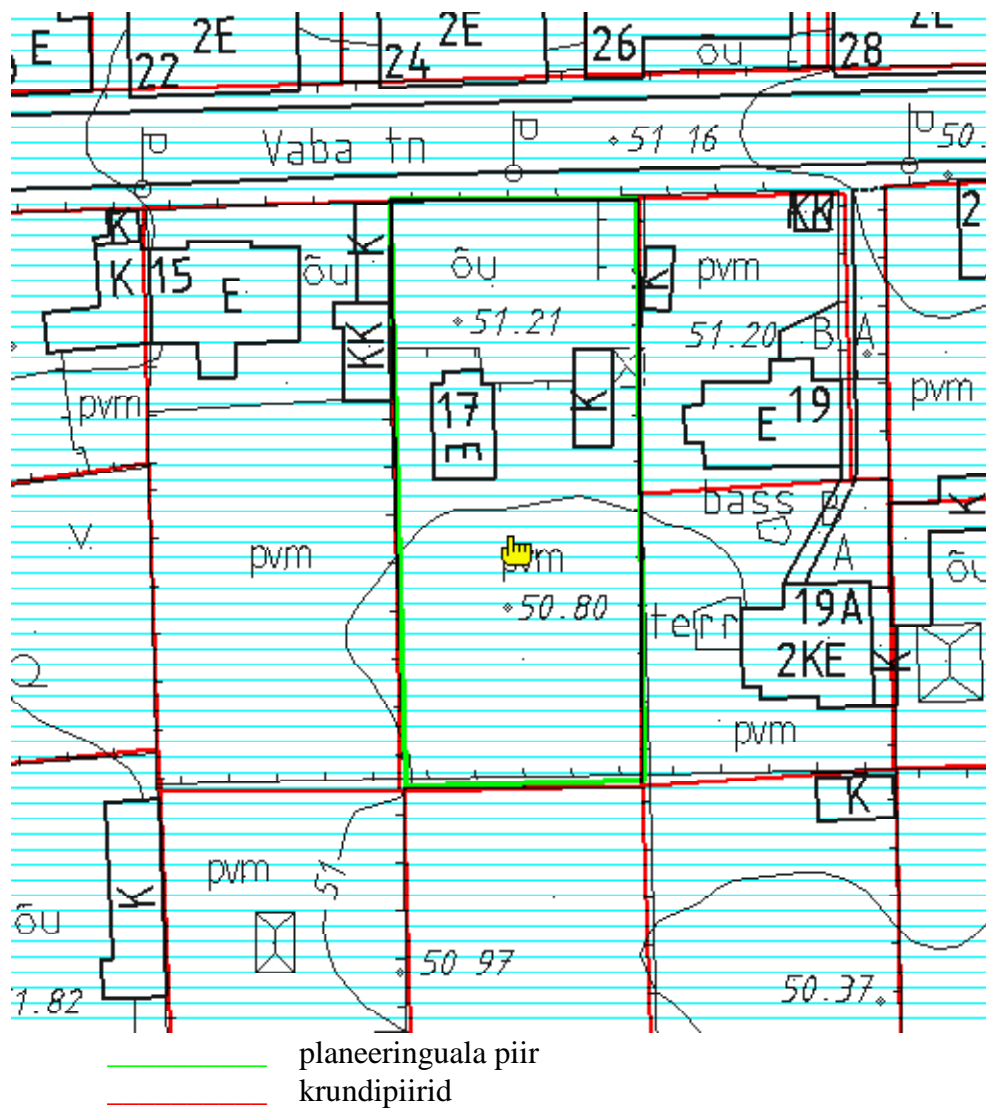 E 2E 2E 2E
22 24 26 õu 28
Vaba tn 51 16 50.
K K KK 2
K 15 E õu õu K pvm
KK 51.21 51.20 B A
pvm 17 E K E 19 pvm
bass B K
V pvm pvm A õu
50.80 terr 19A
2KE K
pvm
K
pvm 51
K
õu
50 97 50.37
1.82
planeeringuala piir
krundipiirid